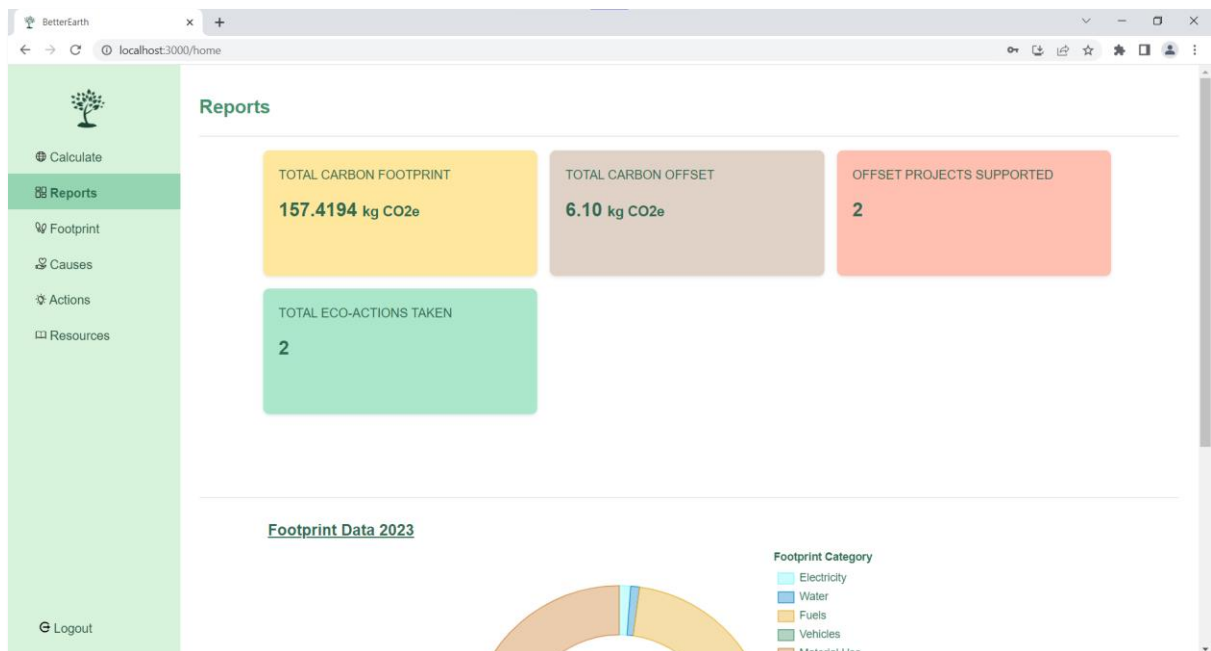 BetterEarth
localhost:3000/home
Reports
Calculate
Reports
Footprint
Causes
Actions
Resources
Logout
TOTAL CARBON FOOTPRINT
157.4194 kg CO2e
TOTAL CARBON OFFSET
6.10 kg CO2e
OFFSET PROJECTS SUPPORTED
2
TOTAL ECO-ACTIONS TAKEN
2
Footprint Data 2023
Footprint Category
Electricity
Water
Fuels
Vehicles